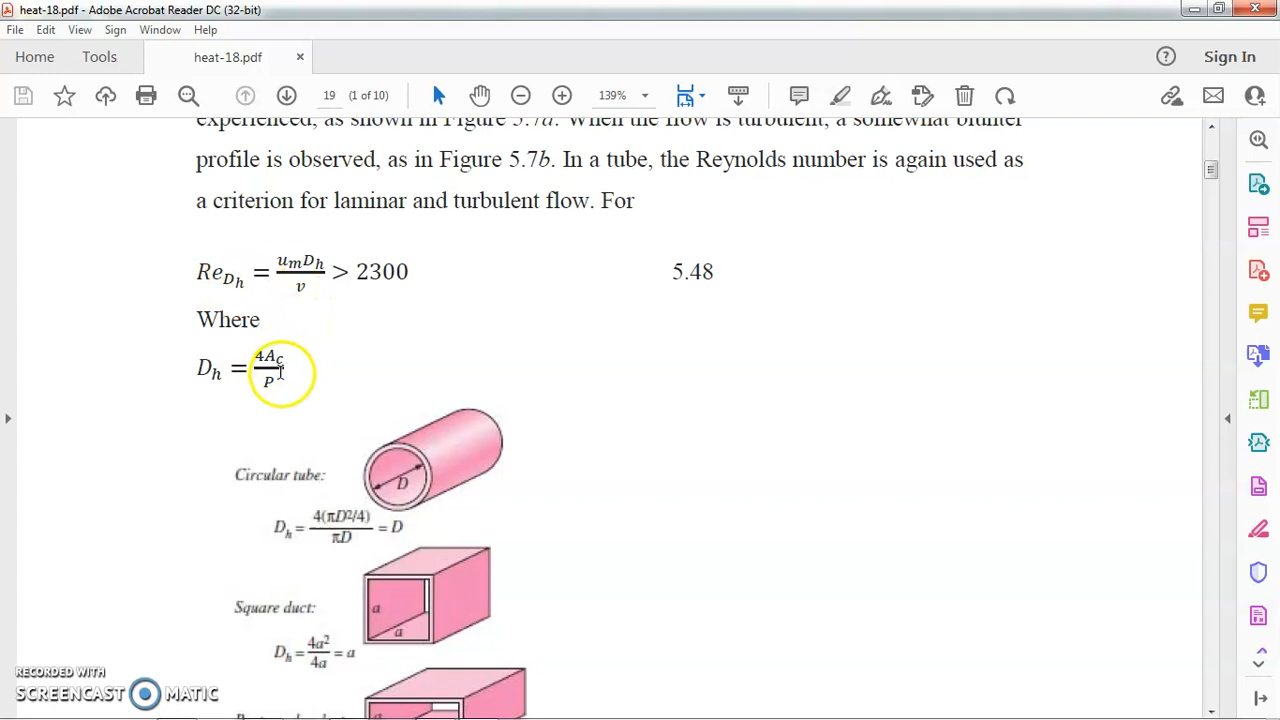 heat-18.pdf - Adobe Acrobat Reader DC (32-bit)
File Edit View Sign Window Help
Home Tools heat-18.pdf × Sign In
19 (1 of 10) 139%
experienced, as shown in Figure 5.7a. When the flow is turbulent, a somewhat blunter
profile is observed, as in Figure 5.7b. In a tube, the Reynolds number is again used as
a criterion for laminar and turbulent flow. For
Re_{D_h} = \frac{u_m D_h}{v} > 2300 5.48
Where
D_h = \frac{4A_C}{P}
Circular tube:
D
D_h = \frac{4(πD²/4)}{πD} = D
Square duct:
a
a
D_h = \frac{4a²}{4a} = a
RECORDED WITH
SCREENCAST MATIC